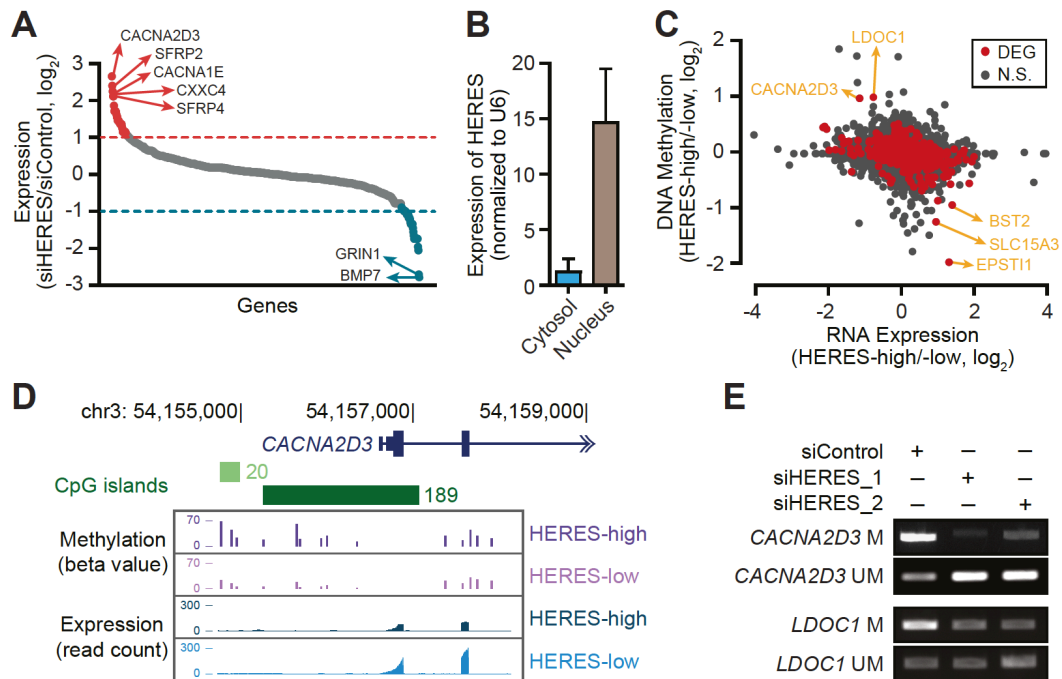 A
Expression
(siHERES/siControl, log2)
3
2
1
0
-1
-2
-3
CACNA2D3
SFRP2
CACNA1E
CXXC4
SFRP4
GRIN1
BMP7
Genes
B
Expression of HERES
(normalized to U6)
20
15
10
5
0
Cytosol
Nucleus
C
DNA Methylation
(HERES-high/-low, log2)
2
1
0
-1
-2
LDOC1
CACNA2D3
DEG
N.S.
BST2
SLC15A3
EPSTI1
-4 -2 0 2 4
RNA Expression
(HERES-high/-low, log2)
D
chr3: 54,155,000| 54,157,000| 54,159,000|
CACNA2D3
20
CpG islands 189
Methylation
(beta value)
70
0
HERES-high
70
0
HERES-low
Expression
(read count)
300
0
HERES-high
300
0
HERES-low
E
siControl + – –
siHERES_1 – + –
siHERES_2 – – +
CACNA2D3 M
CACNA2D3 UM
LDOC1 M
LDOC1 UM